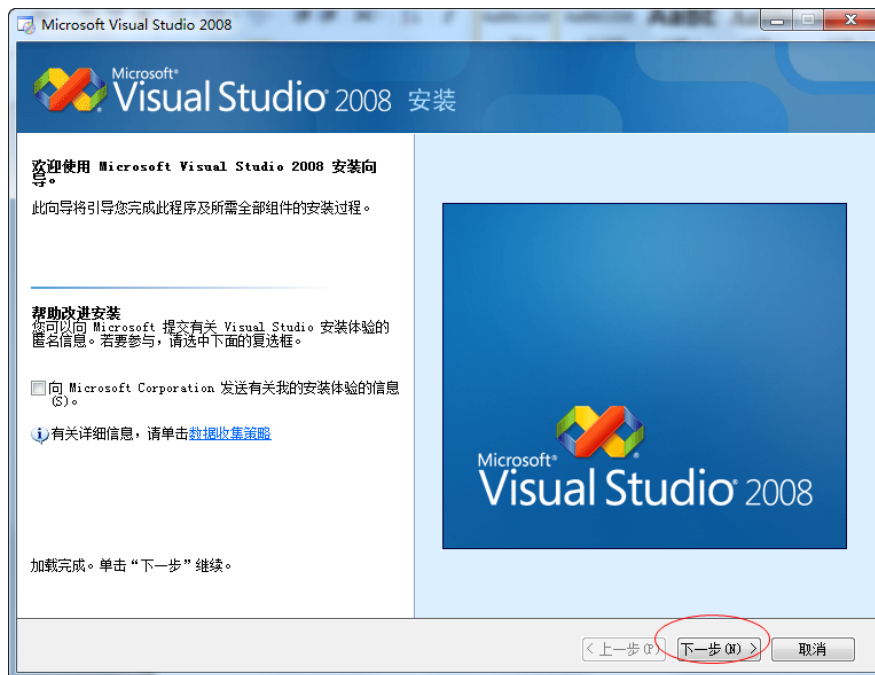 Microsoft Visual Studio 2008
Microsoft®
Visual Studio® 2008 安装
欢迎使用 Microsoft Visual Studio 2008 安装向
导。
此向导将引导您完成此程序及所需全部组件的安装过程。
帮助改进安装
您可以向 Microsoft 提交有关 Visual Studio 安装体验的
匿名信息。若要参与，请选中下面的复选框。
向 Microsoft Corporation 发送有关我的安装体验的信息
(S)。
有关详细信息，请单击数据收集策略
加载完成。单击“下一步”继续。
Microsoft®
Visual Studio® 2008
< 上一步(P)
下一步(N) >
取消